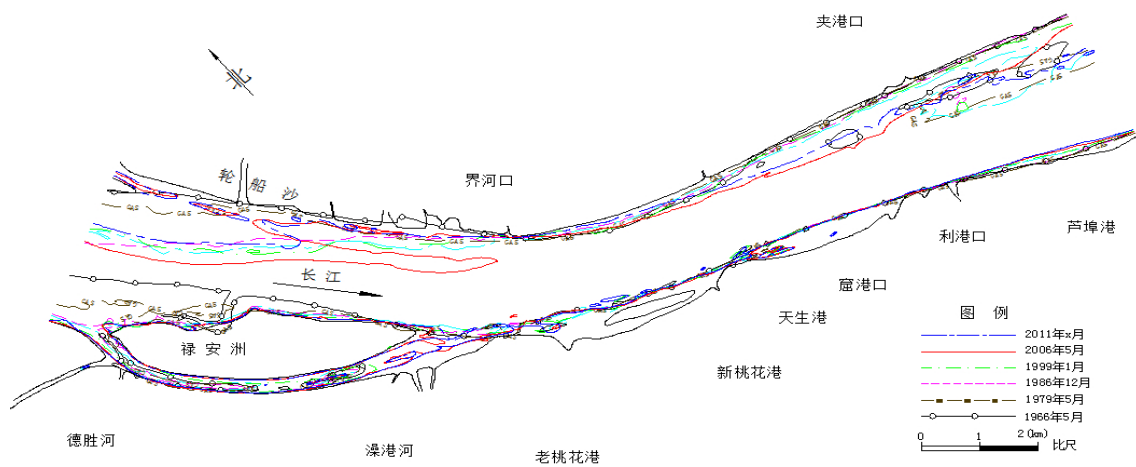 夹港口
北
轮船沙
界河口
长江
禄安洲
芦埠港
利港口
窟港口
天生港
新桃花港
老桃花港
澡港河
德胜河
图 例
2011年x月
2006年5月
1999年1月
1986年12月
1979年5月
1966年5月
0 1 2(km) 比尺